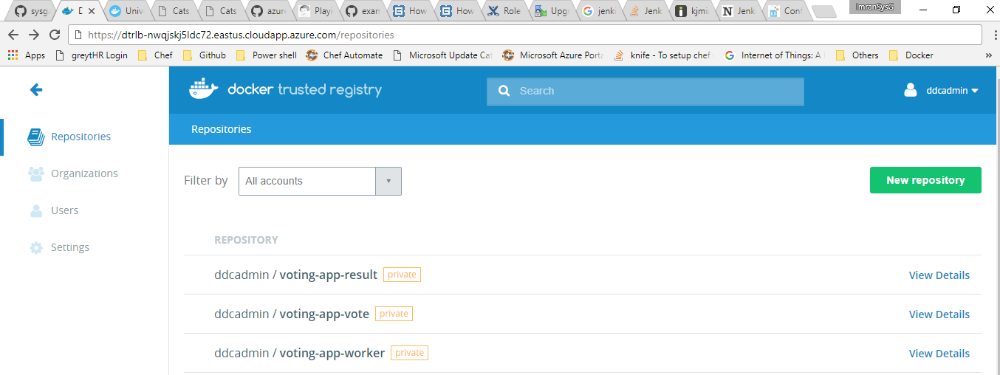 ImranSysG
sysg
D
Univ
Cats
Cats
azur
Playi
exan
How
How
Role
Upgr
jenk
Jenk
kjmi
Jenk
Conf
https://dtrlb-nwqjskj5ldc72.eastus.cloudapp.azure.com/repositories
Apps greytHR Login Chef Github Power shell Chef Automate Microsoft Update Cat Microsoft Azure Porta knife - To setup chef Internet of Things: A Others Docker »
docker trusted registry
Search
ddcadmin
Repositories
Repositories
Organizations
Users
Settings
Filter by All accounts New repository
REPOSITORY
ddcadmin / voting-app-result private View Details
ddcadmin / voting-app-vote private View Details
ddcadmin / voting-app-worker private View Details